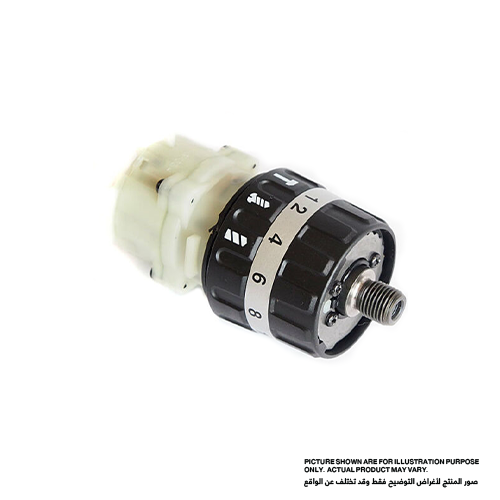 1
2
4
6
8
PICTURE SHOWN ARE FOR ILLUSTRATION PURPOSE
ONLY. ACTUAL PRODUCT MAY VARY.
صور المنتج لأغراض التوضيح فقط وقد تختلف عن الواقع